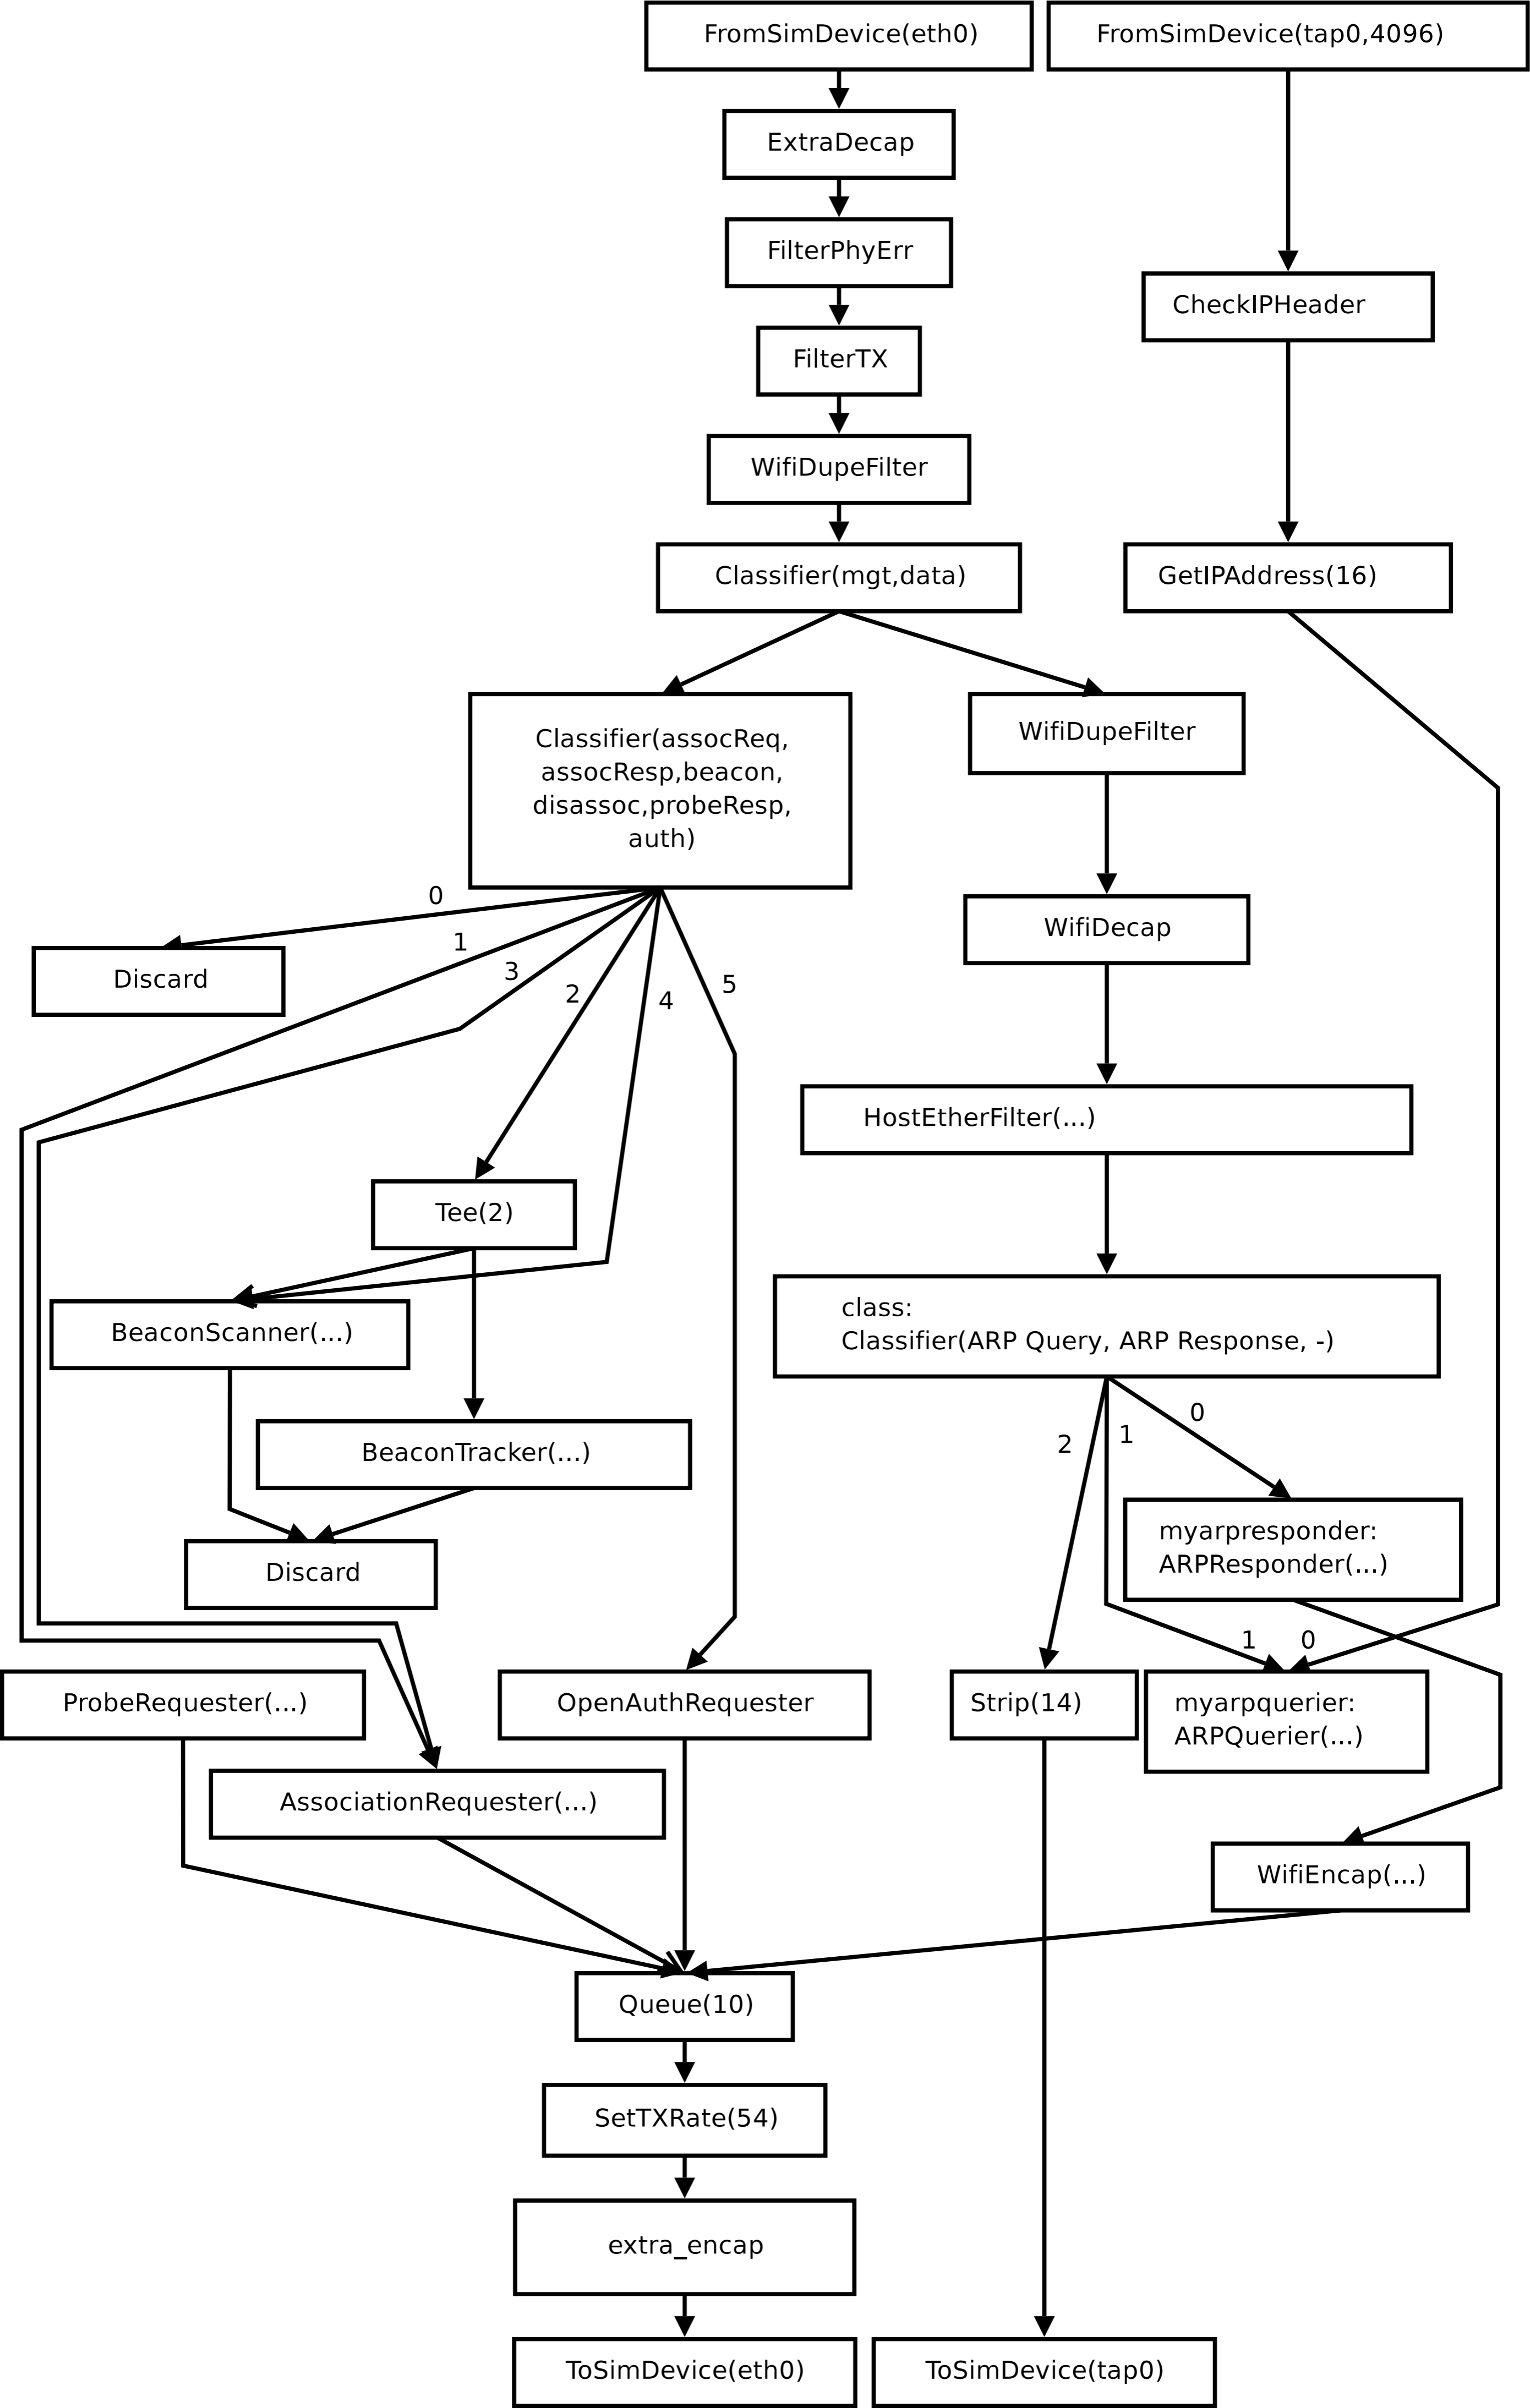 FromSimDevice(eth0)
FromSimDevice(tap0,4096)
ExtraDecap
FilterPhyErr
CheckIPHeader
FilterTX
WifiDupeFilter
Classifier(mgt,data)
GetIPAddress(16)
Classifier(assocReq,
assocResp,beacon,
disassoc,probeResp,
auth)
WifiDupeFilter
0
1
3
2
4
5
Discard
WifiDecap
HostEtherFilter(...)
Tee(2)
BeaconScanner(...)
class:
Classifier(ARP Query, ARP Response, -)
BeaconTracker(...)
0
1
2
Discard
myarpresponder:
ARPResponder(...)
1
0
ProbeRequester(...)
OpenAuthRequester
Strip(14)
myarpquerier:
ARPQuerier(...)
AssociationRequester(...)
WifiEncap(...)
Queue(10)
SetTXRate(54)
extra_encap
ToSimDevice(eth0)
ToSimDevice(tap0)